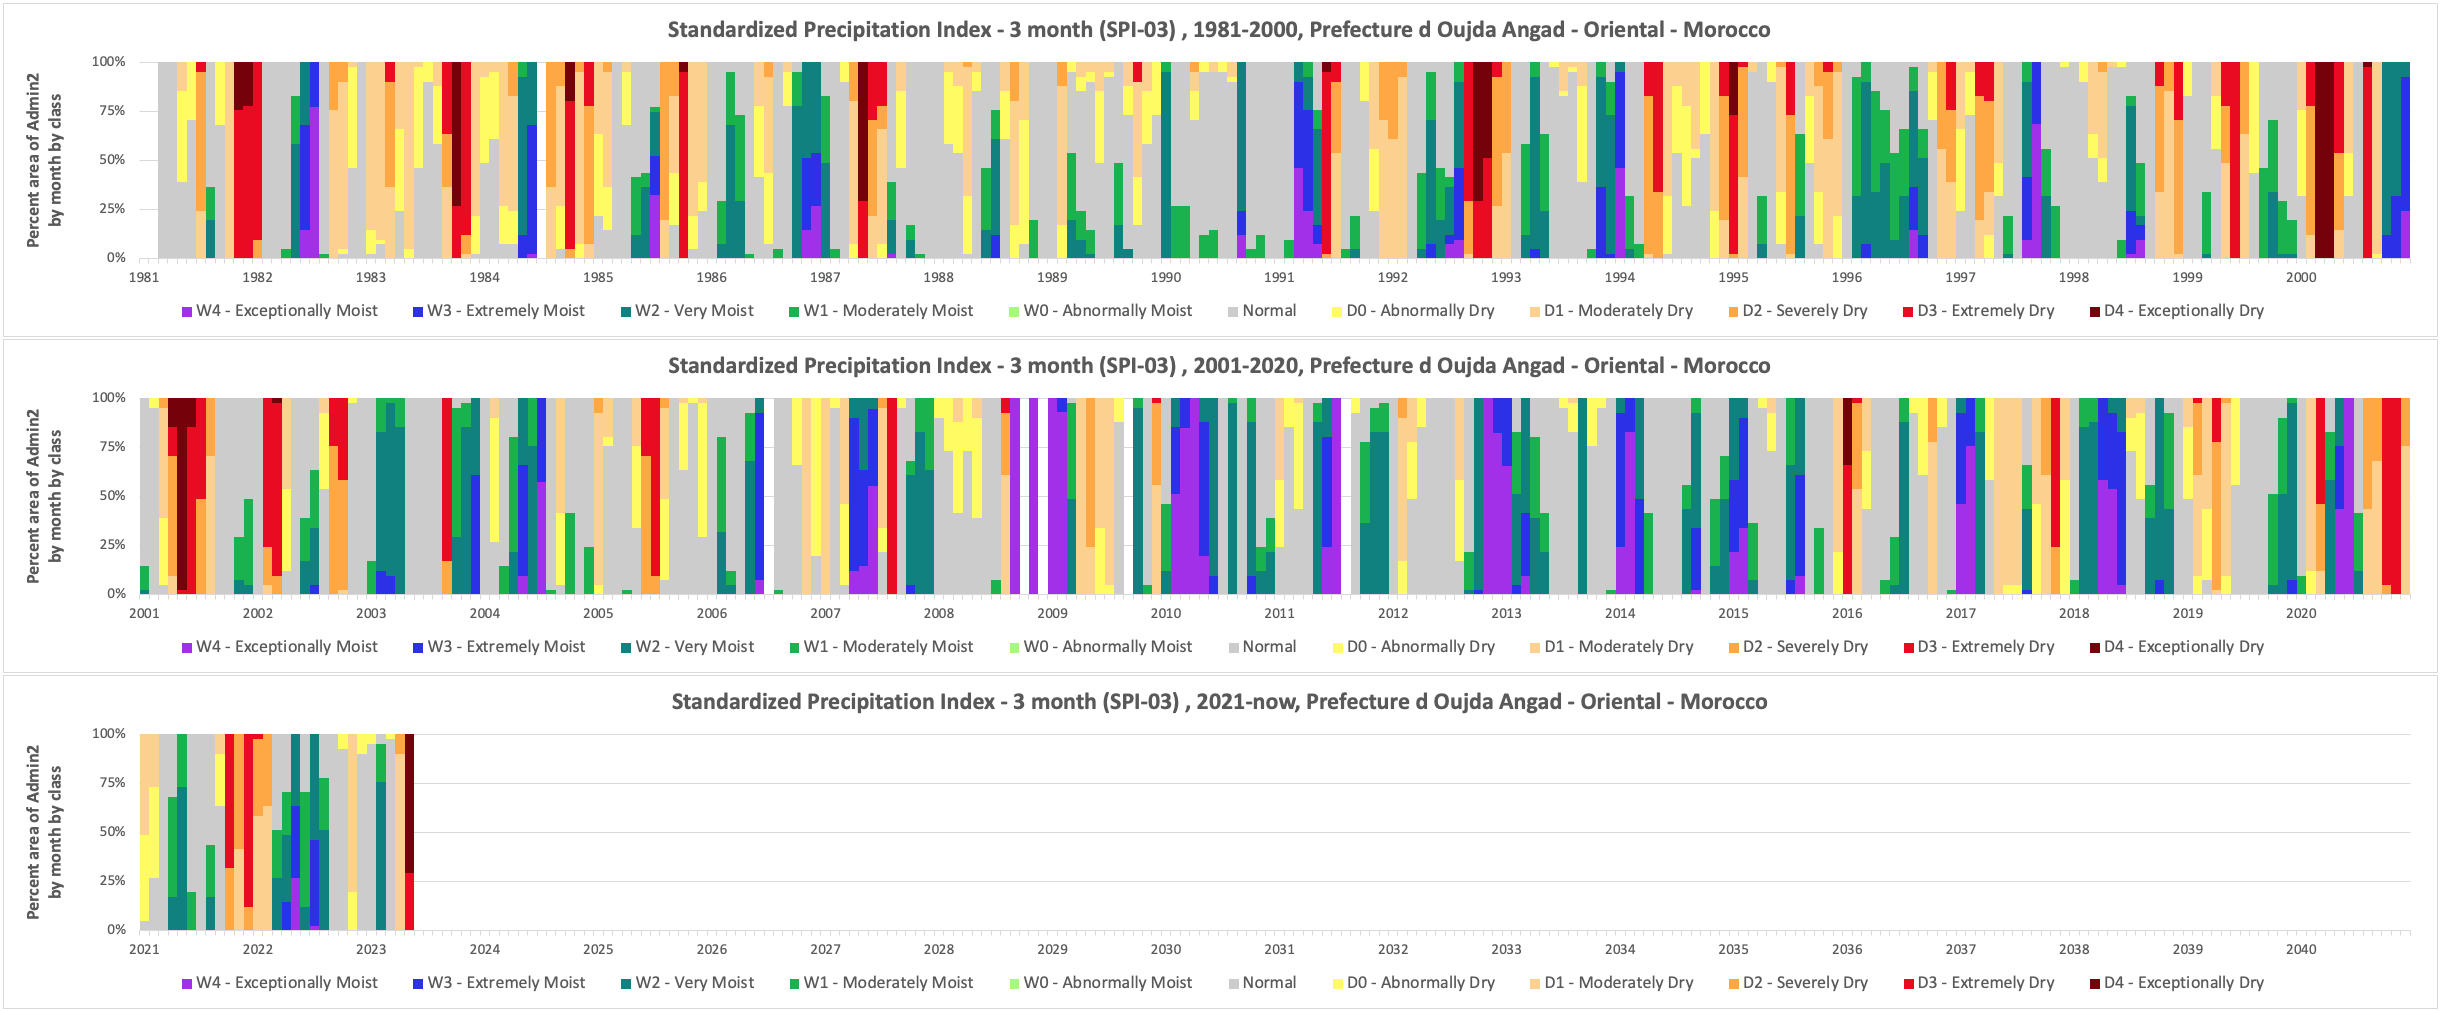 Standardized Precipitation Index - 3 month (SPI-03) , 1981-2000, Prefecture d Oujda Angad - Oriental - Morocco
Percent area of Admin2
by month by class
100%
75%
50%
25%
0%
1981 1982 1983 1984 1985 1986 1987 1988 1989 1990 1991 1992 1993 1994 1995 1996 1997 1998 1999 2000
W4 - Exceptionally Moist W3 - Extremely Moist W2 - Very Moist W1 - Moderately Moist W0 - Abnormally Moist Normal D0 - Abnormally Dry D1 - Moderately Dry D2 - Severely Dry D3 - Extremely Dry D4 - Exceptionally Dry
Standardized Precipitation Index - 3 month (SPI-03) , 2001-2020, Prefecture d Oujda Angad - Oriental - Morocco
Percent area of Admin2
by month by class
100%
75%
50%
25%
0%
2001 2002 2003 2004 2005 2006 2007 2008 2009 2010 2011 2012 2013 2014 2015 2016 2017 2018 2019 2020
W4 - Exceptionally Moist W3 - Extremely Moist W2 - Very Moist W1 - Moderately Moist W0 - Abnormally Moist Normal D0 - Abnormally Dry D1 - Moderately Dry D2 - Severely Dry D3 - Extremely Dry D4 - Exceptionally Dry
Standardized Precipitation Index - 3 month (SPI-03) , 2021-now, Prefecture d Oujda Angad - Oriental - Morocco
Percent area of Admin2
by month by class
100%
75%
50%
25%
0%
2021 2022 2023 2024 2025 2026 2027 2028 2029 2030 2031 2032 2033 2034 2035 2036 2037 2038 2039 2040
W4 - Exceptionally Moist W3 - Extremely Moist W2 - Very Moist W1 - Moderately Moist W0 - Abnormally Moist Normal D0 - Abnormally Dry D1 - Moderately Dry D2 - Severely Dry D3 - Extremely Dry D4 - Exceptionally Dry